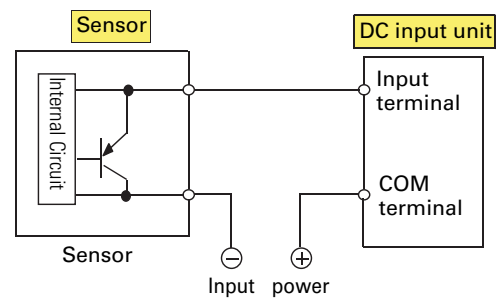 Sensor
DC input unit
Internal Circuit
Input
terminal
COM
terminal
Sensor
Input power